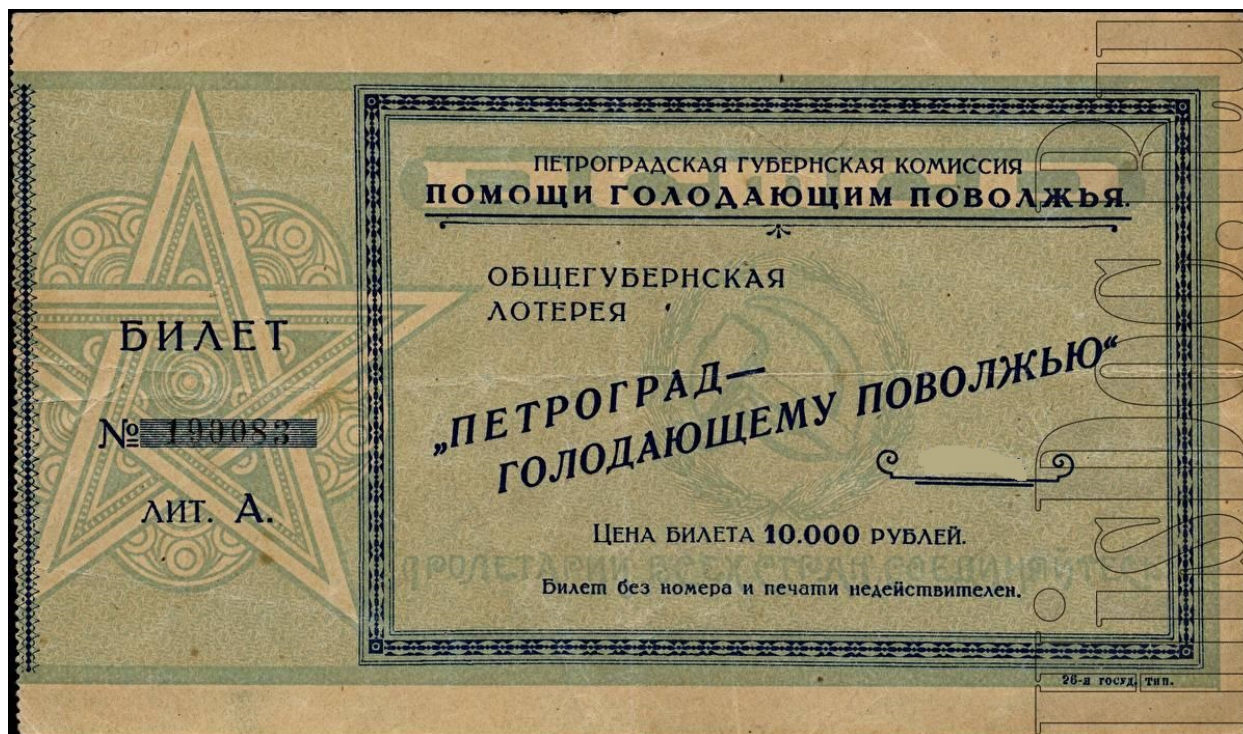 БИЛЕТ
№ 190083
ЛИТ. А.
ПЕТРОГРАДСКАЯ ГУБЕРНСКАЯ КОМИССИЯ
ПОМОЩИ ГОЛОДАЮЩИМ ПОВОЛЖЬЯ.
ОБЩЕГУБЕРНСКАЯ
ЛОТЕРЕЯ
„ПЕТРОГРАД—
ГОЛОДАЮЩЕМУ ПОВОЛЖЬЮ“
ЦЕНА БИЛЕТА 10.000 РУБЛЕЙ.
ПРОЛЕТАРИИ ВСЕХ СТРАН СОЕДИНЯЙТЕСЬ
Билет без номера и печати недействителен.
26-я госуд. тип.